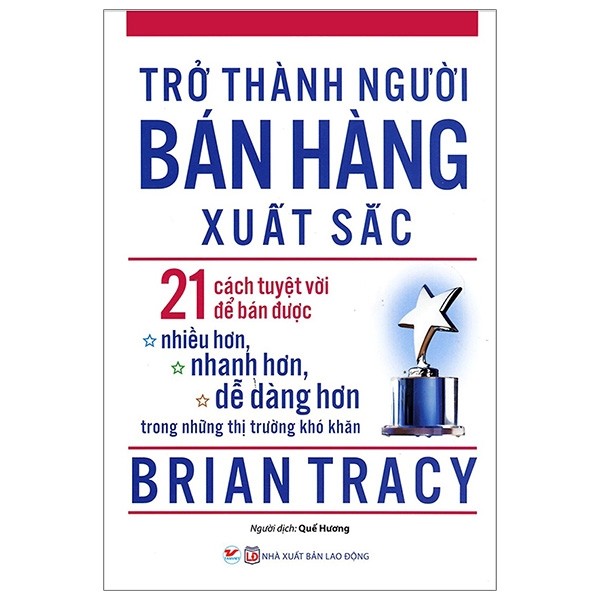 TRỞ THÀNH NGƯỜI
BÁN HÀNG
XUẤT SẮC
21 cách tuyệt vời
để bán được
nhiều hơn,
nhanh hơn,
dễ dàng hơn
trong những thị trường khó khăn
BRIAN TRACY
Người dịch: Quế Hương
LĐ NHÀ XUẤT BẢN LAO ĐỘNG